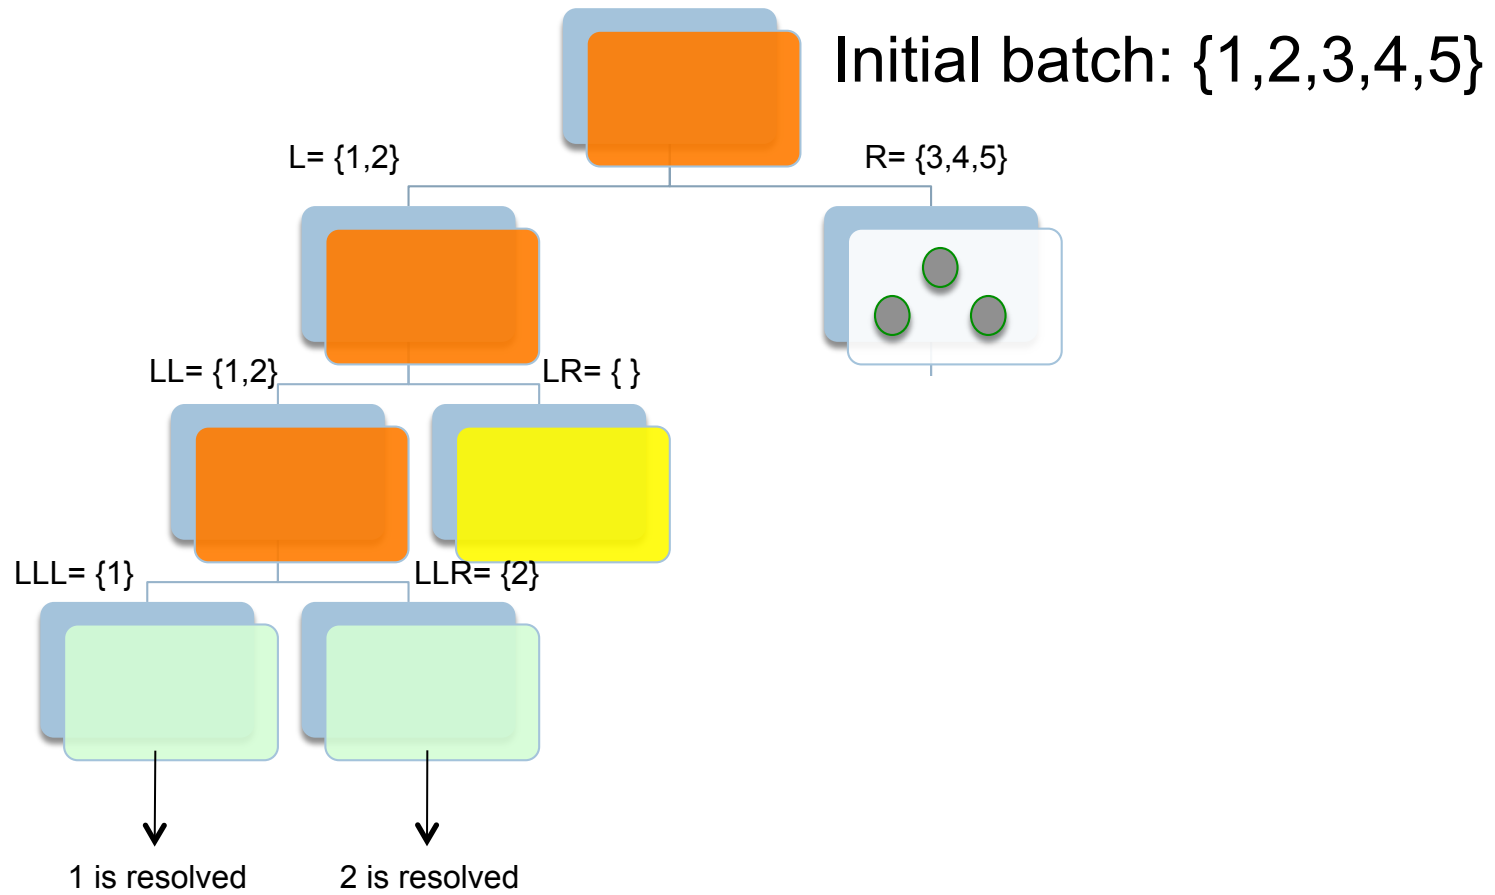 Initial batch: {1,2,3,4,5}
L= {1,2}
R= {3,4,5}
LL= {1,2}
LR= { }
LLL= {1}
LLR= {2}
1 is resolved
2 is resolved